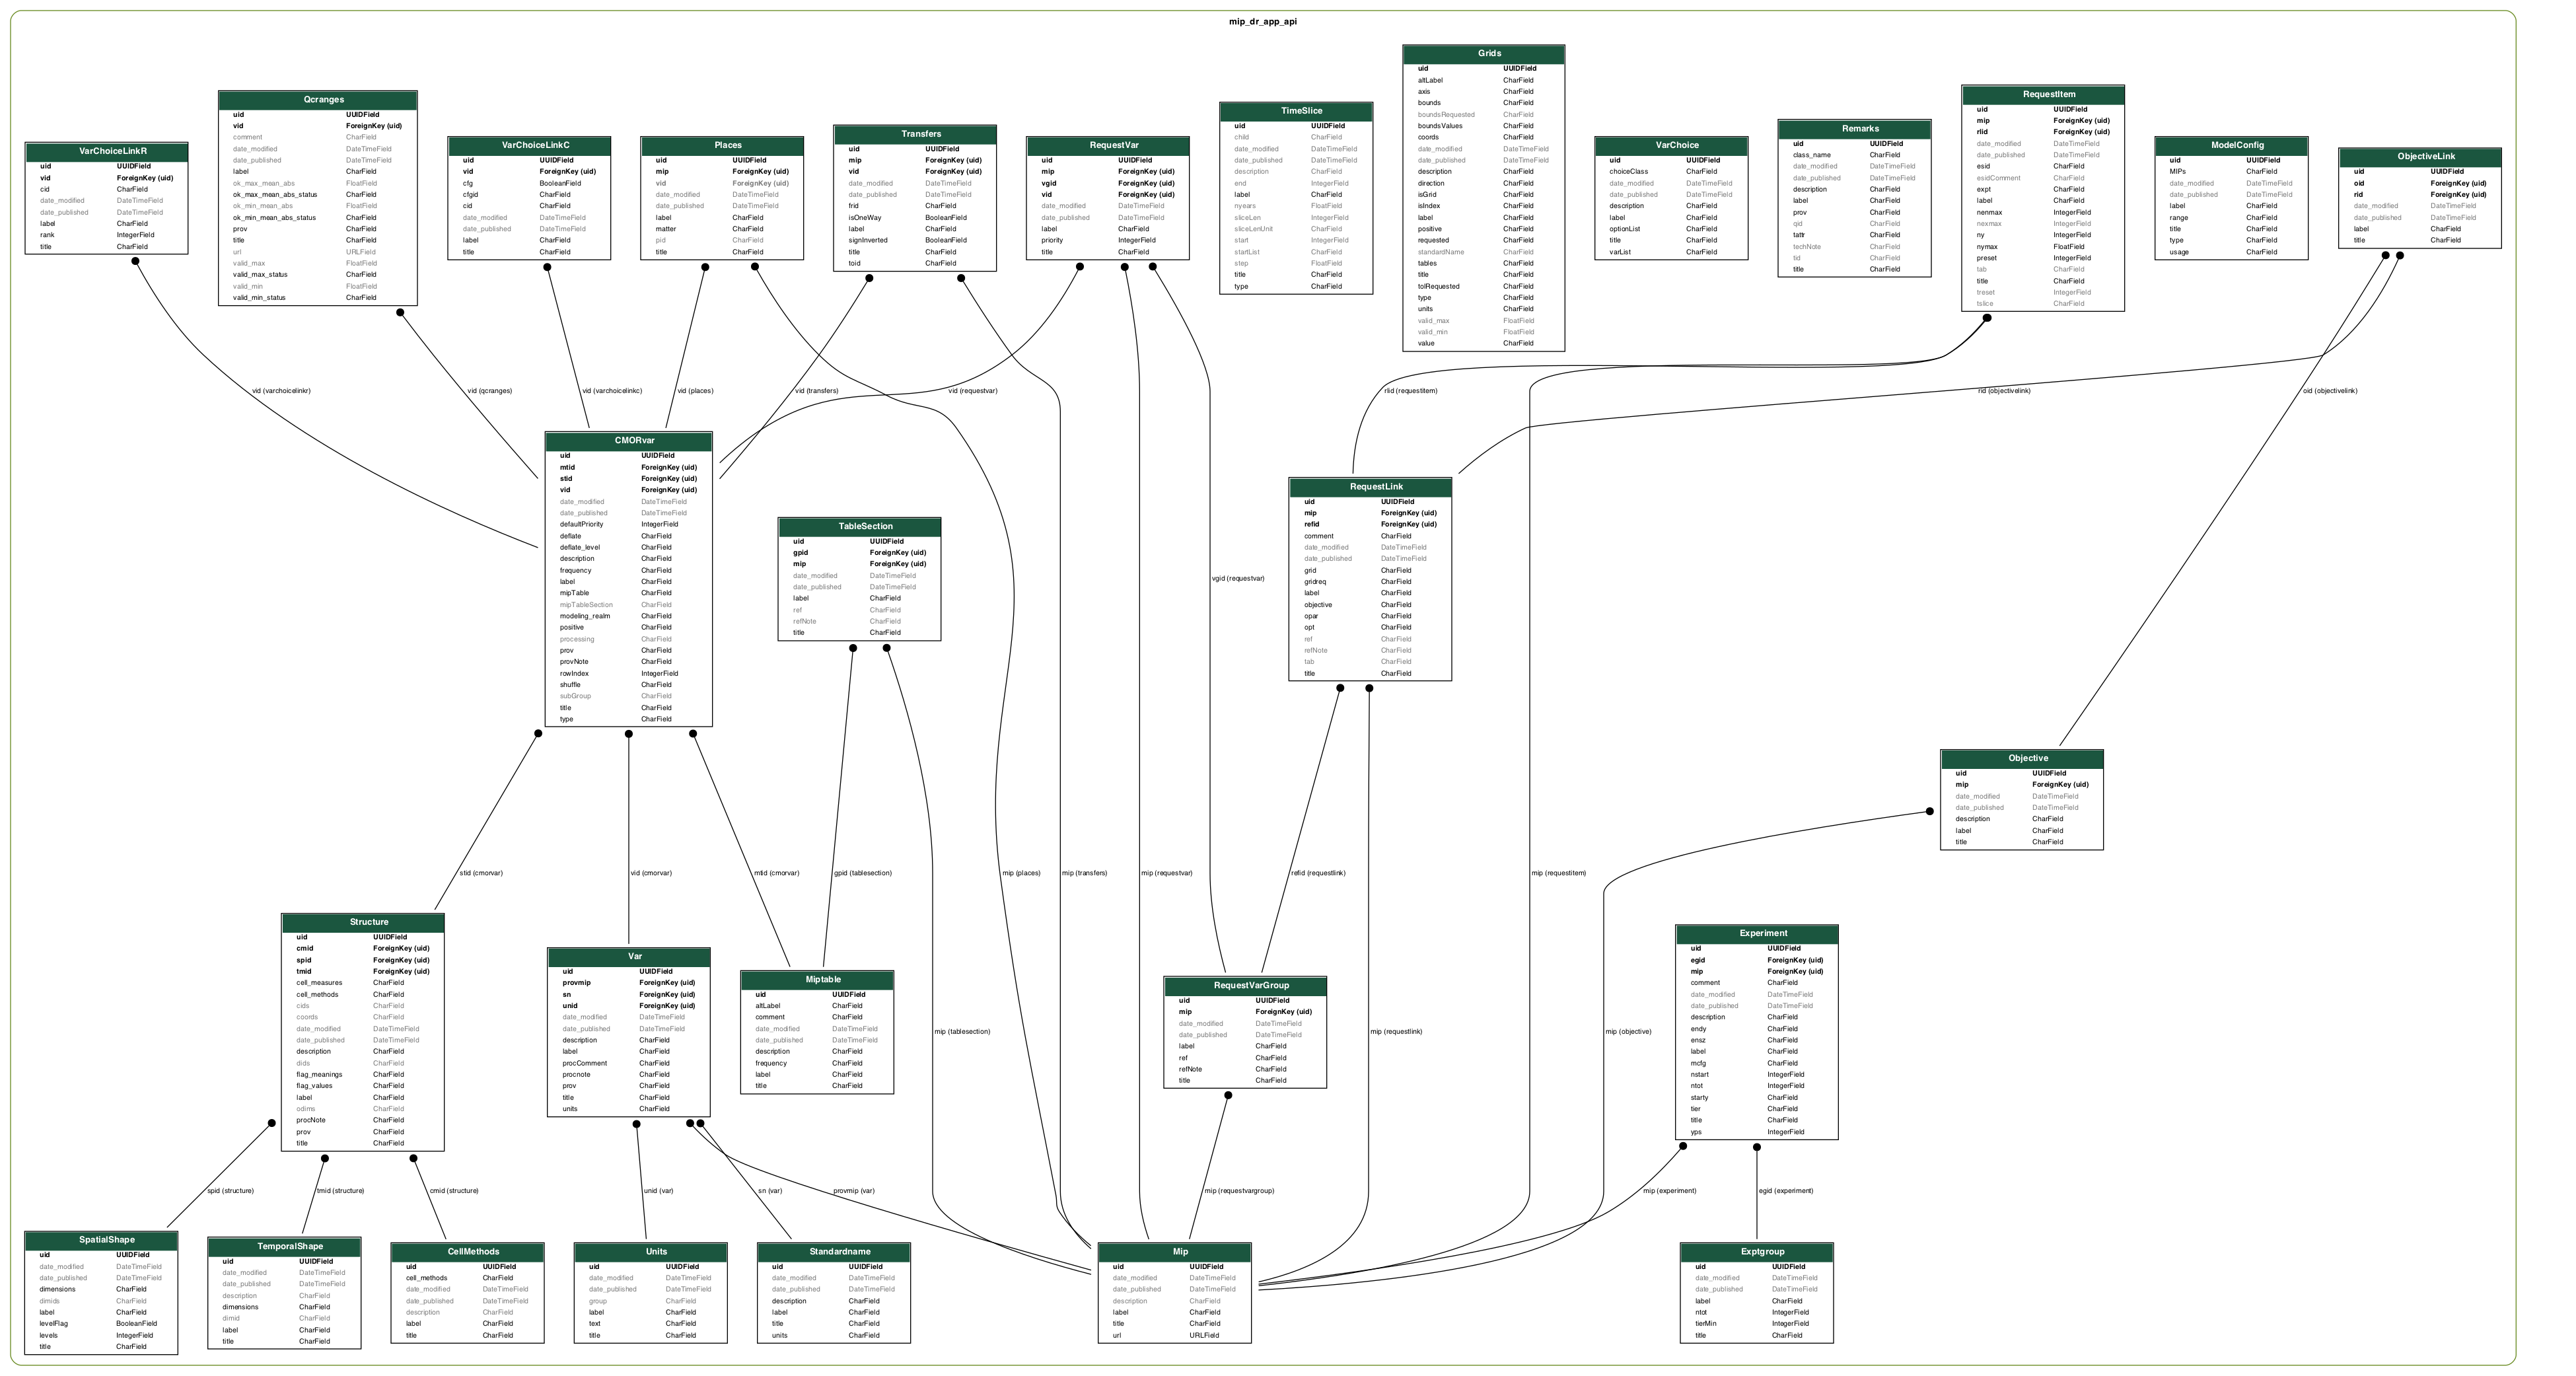 mip_dr_app_api
VarChoiceLinkR
uid UUIDField
vid ForeignKey (uid)
cid CharField
date_modified DateTimeField
date_published DateTimeField
label CharField
rank IntegerField
title CharField
Qcranges
uid UUIDField
vid ForeignKey (uid)
comment CharField
date_modified DateTimeField
date_published DateTimeField
label CharField
ok_max_mean_abs FloatField
ok_max_mean_abs_status CharField
ok_min_mean_abs FloatField
ok_min_mean_abs_status CharField
prov CharField
title CharField
url URLField
valid_max FloatField
valid_max_status CharField
valid_min FloatField
valid_min_status CharField
VarChoiceLinkC
uid UUIDField
vid ForeignKey (uid)
cfg BooleanField
cfgid CharField
cid CharField
date_modified DateTimeField
date_published DateTimeField
label CharField
title CharField
Places
uid UUIDField
mip ForeignKey (uid)
vid ForeignKey (uid)
date_modified DateTimeField
date_published DateTimeField
label CharField
matter CharField
pid CharField
title CharField
Transfers
uid UUIDField
mip ForeignKey (uid)
vid ForeignKey (uid)
date_modified DateTimeField
date_published DateTimeField
frid CharField
isOneWay BooleanField
label CharField
signInverted BooleanField
title CharField
toid CharField
RequestVar
uid UUIDField
mip ForeignKey (uid)
vgid ForeignKey (uid)
vid ForeignKey (uid)
date_modified DateTimeField
date_published DateTimeField
label CharField
priority IntegerField
title CharField
TimeSlice
uid UUIDField
child CharField
date_modified DateTimeField
date_published DateTimeField
description CharField
end IntegerField
label CharField
nyears FloatField
sliceLen IntegerField
sliceLenUnit CharField
start IntegerField
startList CharField
step FloatField
title CharField
type CharField
Grids
uid UUIDField
altLabel CharField
axis CharField
bounds CharField
boundsRequested CharField
boundsValues CharField
coords CharField
date_modified DateTimeField
date_published DateTimeField
description CharField
direction CharField
isGrid CharField
isIndex CharField
label CharField
positive CharField
requested CharField
standardName CharField
tables CharField
title CharField
tolRequested CharField
type CharField
units CharField
valid_max FloatField
valid_min FloatField
value CharField
VarChoice
uid UUIDField
choiceClass CharField
date_modified DateTimeField
date_published DateTimeField
description CharField
label CharField
optionList CharField
title CharField
varList CharField
Remarks
uid UUIDField
class_name CharField
date_modified DateTimeField
date_published DateTimeField
description CharField
label CharField
prov CharField
qid CharField
tattr CharField
techNote CharField
tid CharField
title CharField
RequestItem
uid UUIDField
mip ForeignKey (uid)
rlid ForeignKey (uid)
date_modified DateTimeField
date_published DateTimeField
esid CharField
esidComment CharField
expt CharField
label CharField
nenmax IntegerField
nexmax IntegerField
ny IntegerField
nymax FloatField
preset IntegerField
tab CharField
title CharField
treset IntegerField
tslice CharField
ModelConfig
uid UUIDField
MIPs CharField
date_modified DateTimeField
date_published DateTimeField
label CharField
range CharField
title CharField
type CharField
usage CharField
ObjectiveLink
uid UUIDField
oid ForeignKey (uid)
rid ForeignKey (uid)
date_modified DateTimeField
date_published DateTimeField
label CharField
title CharField
vid (varchoicelinkr)
vid (qcranges)
vid (varchoicelinkc)
vid (places)
vid (transfers)
vid (requestvar)
rlid (requestitem)
rid (objectivelink)
oid (objectivelink)
CMORvar
uid UUIDField
mtid ForeignKey (uid)
stid ForeignKey (uid)
vid ForeignKey (uid)
date_modified DateTimeField
date_published DateTimeField
defaultPriority IntegerField
deflate CharField
deflate_level CharField
description CharField
frequency CharField
label CharField
mipTable CharField
mipTableSection CharField
modeling_realm CharField
positive CharField
processing CharField
prov CharField
provNote CharField
rowIndex IntegerField
shuffle CharField
subGroup CharField
title CharField
type CharField
TableSection
uid UUIDField
gpid ForeignKey (uid)
mip ForeignKey (uid)
date_modified DateTimeField
date_published DateTimeField
label CharField
ref CharField
refNote CharField
title CharField
vgid (requestvar)
RequestLink
uid UUIDField
mip ForeignKey (uid)
refid ForeignKey (uid)
comment CharField
date_modified DateTimeField
date_published DateTimeField
grid CharField
gridreq CharField
label CharField
objective CharField
opar CharField
opt CharField
ref CharField
refNote CharField
tab CharField
title CharField
Objective
uid UUIDField
mip ForeignKey (uid)
date_modified DateTimeField
date_published DateTimeField
description CharField
label CharField
title CharField
stid (cmorvar)
vid (cmorvar)
mtid (cmorvar)
gpid (tablesection)
mip (places)
mip (transfers)
mip (requestvar)
refid (requestlink)
mip (requestitem)
Structure
uid UUIDField
cmid ForeignKey (uid)
spid ForeignKey (uid)
tmid ForeignKey (uid)
cell_measures CharField
cell_methods CharField
cids CharField
coords CharField
date_modified DateTimeField
date_published DateTimeField
description CharField
dids CharField
flag_meanings CharField
flag_values CharField
label CharField
odims CharField
procNote CharField
prov CharField
title CharField
Var
uid UUIDField
provmip ForeignKey (uid)
sn ForeignKey (uid)
unid ForeignKey (uid)
date_modified DateTimeField
date_published DateTimeField
description CharField
label CharField
procComment CharField
procnote CharField
prov CharField
title CharField
units CharField
Miptable
uid UUIDField
altLabel CharField
comment CharField
date_modified DateTimeField
date_published DateTimeField
description CharField
frequency CharField
label CharField
title CharField
mip (tablesection)
RequestVarGroup
uid UUIDField
mip ForeignKey (uid)
date_modified DateTimeField
date_published DateTimeField
label CharField
ref CharField
refNote CharField
title CharField
mip (requestlink)
mip (objective)
Experiment
uid UUIDField
egid ForeignKey (uid)
mip ForeignKey (uid)
comment CharField
date_modified DateTimeField
date_published DateTimeField
description CharField
endy CharField
ensz CharField
label CharField
mcfg CharField
nstart IntegerField
ntot IntegerField
starty CharField
tier CharField
title CharField
yps IntegerField
spid (structure)
tmid (structure)
cmid (structure)
unid (var)
sn (var)
provmip (var)
mip (requestvargroup)
mip (experiment)
egid (experiment)
SpatialShape
uid UUIDField
date_modified DateTimeField
date_published DateTimeField
dimensions CharField
dimids CharField
label CharField
levelFlag BooleanField
levels IntegerField
title CharField
TemporalShape
uid UUIDField
date_modified DateTimeField
date_published DateTimeField
description CharField
dimensions CharField
dimid CharField
label CharField
title CharField
CellMethods
uid UUIDField
cell_methods CharField
date_modified DateTimeField
date_published DateTimeField
description CharField
label CharField
title CharField
Units
uid UUIDField
date_modified DateTimeField
date_published DateTimeField
group CharField
label CharField
text CharField
title CharField
Standardname
uid UUIDField
date_modified DateTimeField
date_published DateTimeField
description CharField
label CharField
title CharField
units CharField
Mip
uid UUIDField
date_modified DateTimeField
date_published DateTimeField
description CharField
label CharField
title CharField
url URLField
Exptgroup
uid UUIDField
date_modified DateTimeField
date_published DateTimeField
label CharField
ntot IntegerField
tierMin IntegerField
title CharField